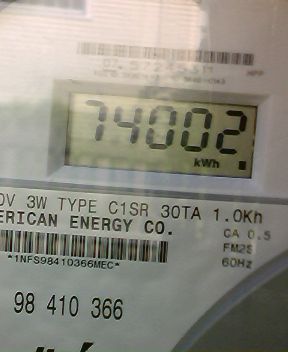 74002
kWh
0V 3W TYPE C1SR 30TA 1.0Kh
ERICAN ENERGY CO.
CA 0.5
FM2S
60Hz
*1NFS98410366MEC*
98 410 366